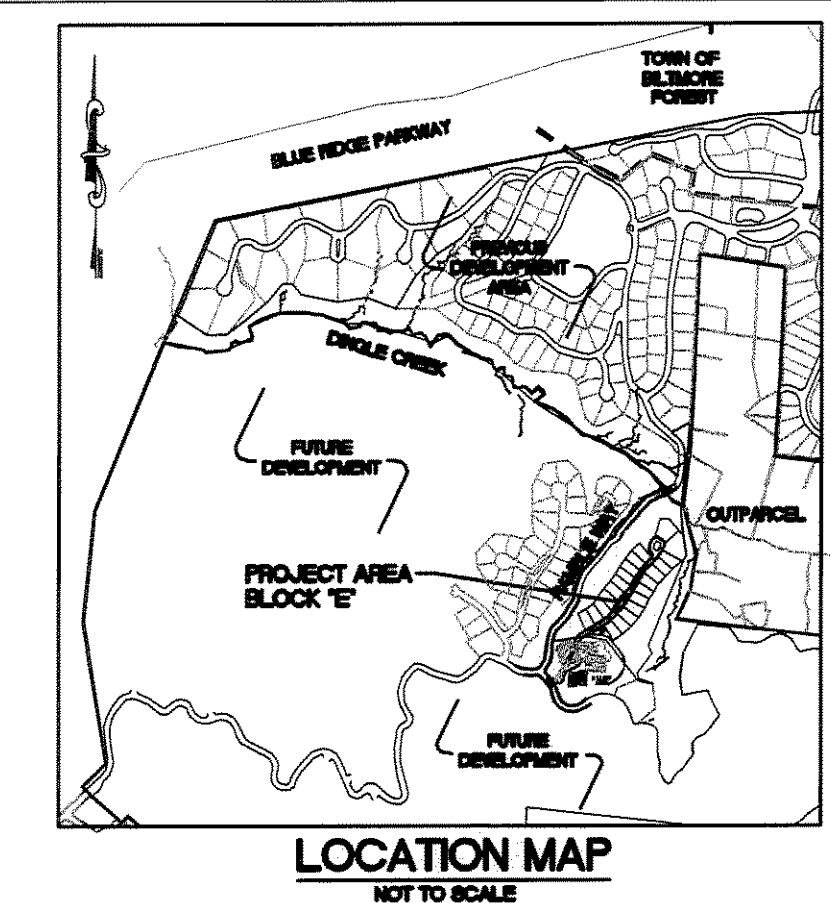 TOWN OF
BILTMORE
FOREST
BLUE RIDGE PARKWAY
PREVIOUS
DEVELOPMENT
AREA
DINGLE CREEK
FUTURE
DEVELOPMENT
OUTPARCEL
PROJECT AREA
BLOCK "E"
FUTURE
DEVELOPMENT
LOCATION MAP
NOT TO SCALE